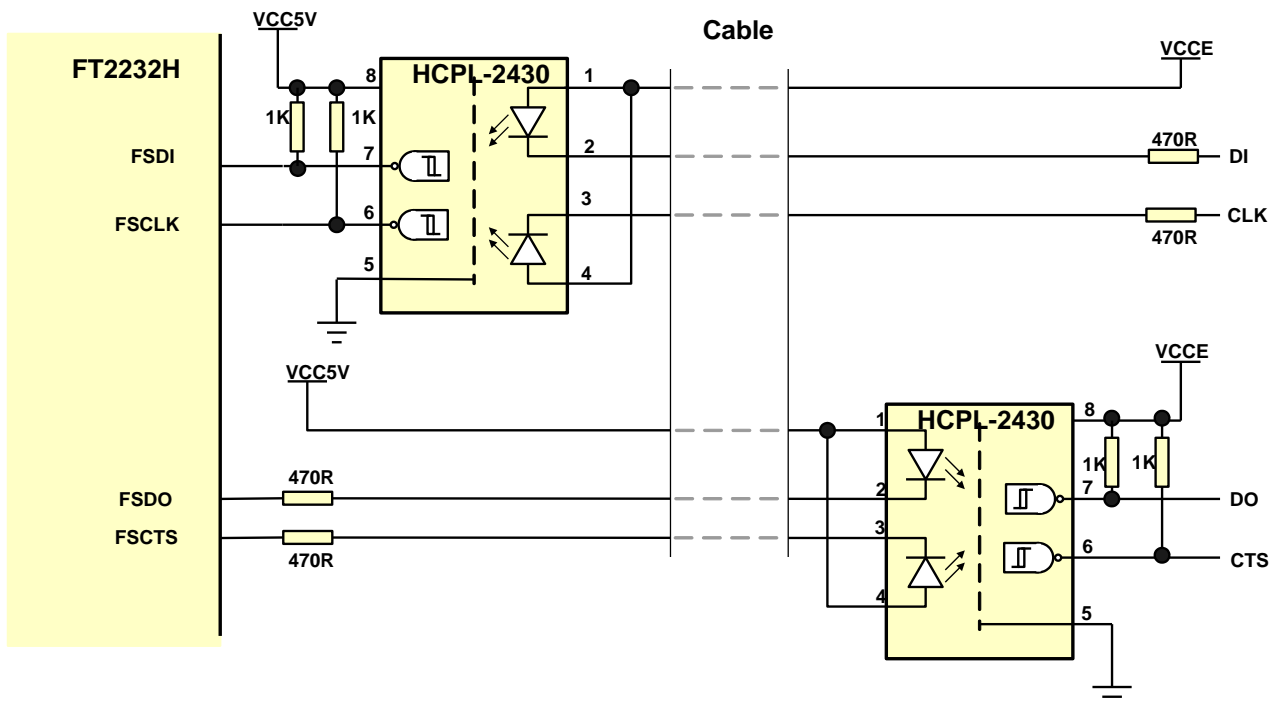 VCC5V
Cable
FT2232H
HCPL-2430
VCCE
8
1
1K
1K
470R
FSDI
7
2
DI
3
FSCLK
6
CLK
470R
5
4
VCC5V
VCCE
1
HCPL-2430
8
470R
1K
1K
FSDO
2
7
DO
FSCTS
3
470R
6
CTS
4
5